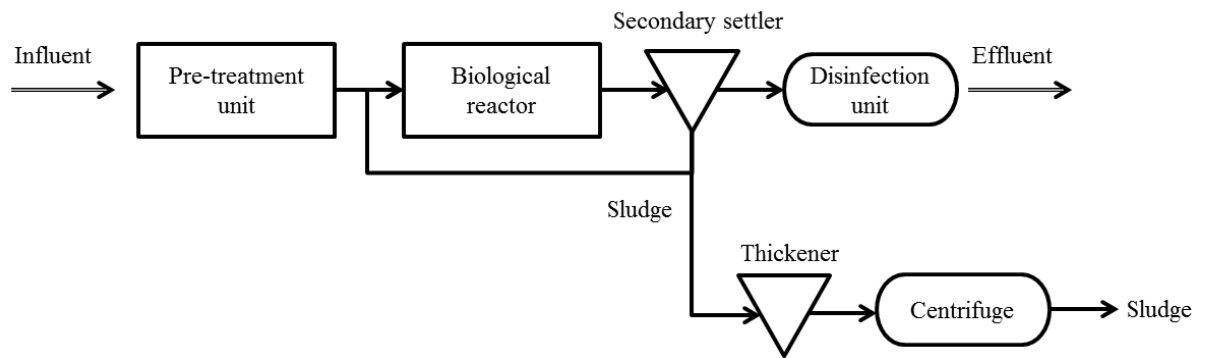 Secondary settler
Influent
Effluent
Pre-treatment
unit
Biological
reactor
Disinfection
unit
Sludge
Thickener
Centrifuge
Sludge